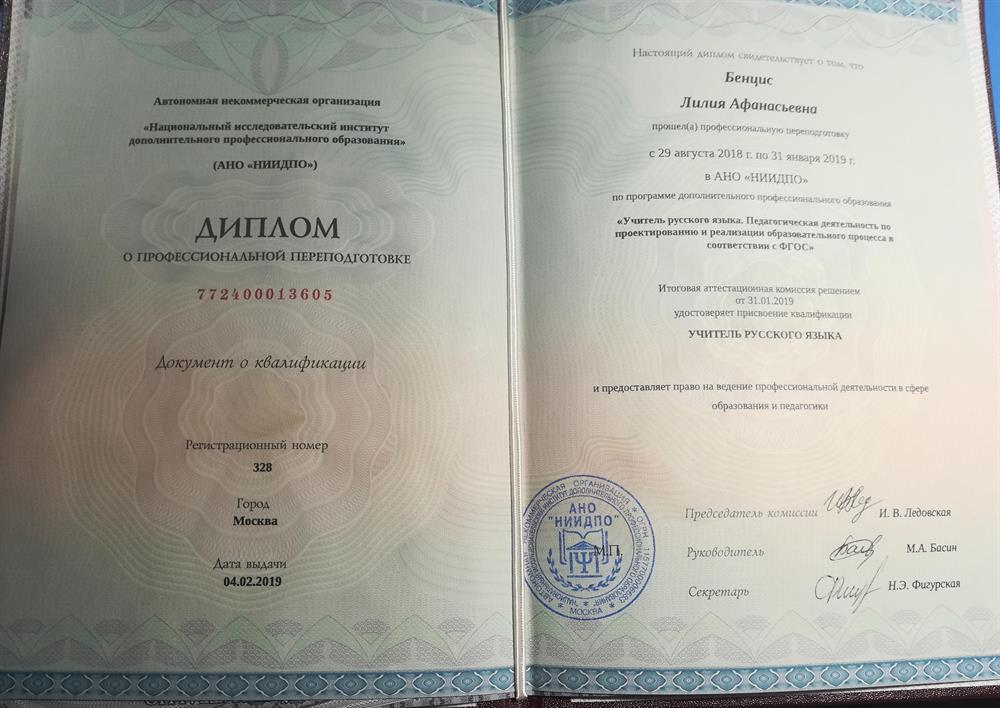 Автономная некоммерческая организация
«Национальный исследовательский институт
дополнительного профессионального образования»
(АНО «НИИДПО»)
ДИПЛОМ
О ПРОФЕССИОНАЛЬНОЙ ПЕРЕПОДГОТОВКЕ
772400013605
Документ о квалификации
Регистрационный номер
328
Город
Москва
Дата выдачи
04.02.2019
Настоящий диплом свидетельствует о том, что
Бенцис
Лилия Афанасьевна
прошел(а) профессиональную переподготовку
с 29 августа 2018 г. по 31 января 2019 г.
в АНО «НИИДПО»
по программе дополнительного профессионального образования
«Учитель русского языка. Педагогическая деятельность по
проектированию и реализации образовательного процесса в
соответствии с ФГОС»
Итоговая аттестационная комиссия решением
от 31.01.2019
удостоверяет присвоение квалификации
УЧИТЕЛЬ РУССКОГО ЯЗЫКА
и предоставляет право на ведение профессиональной деятельности в сфере
образования и педагогики
АНО
"НИИДПО"
М.П.
МОСКВА
Председатель комиссии И. В. Ледовская
Руководитель М.А. Басин
Секретарь Н.Э. Фигурская